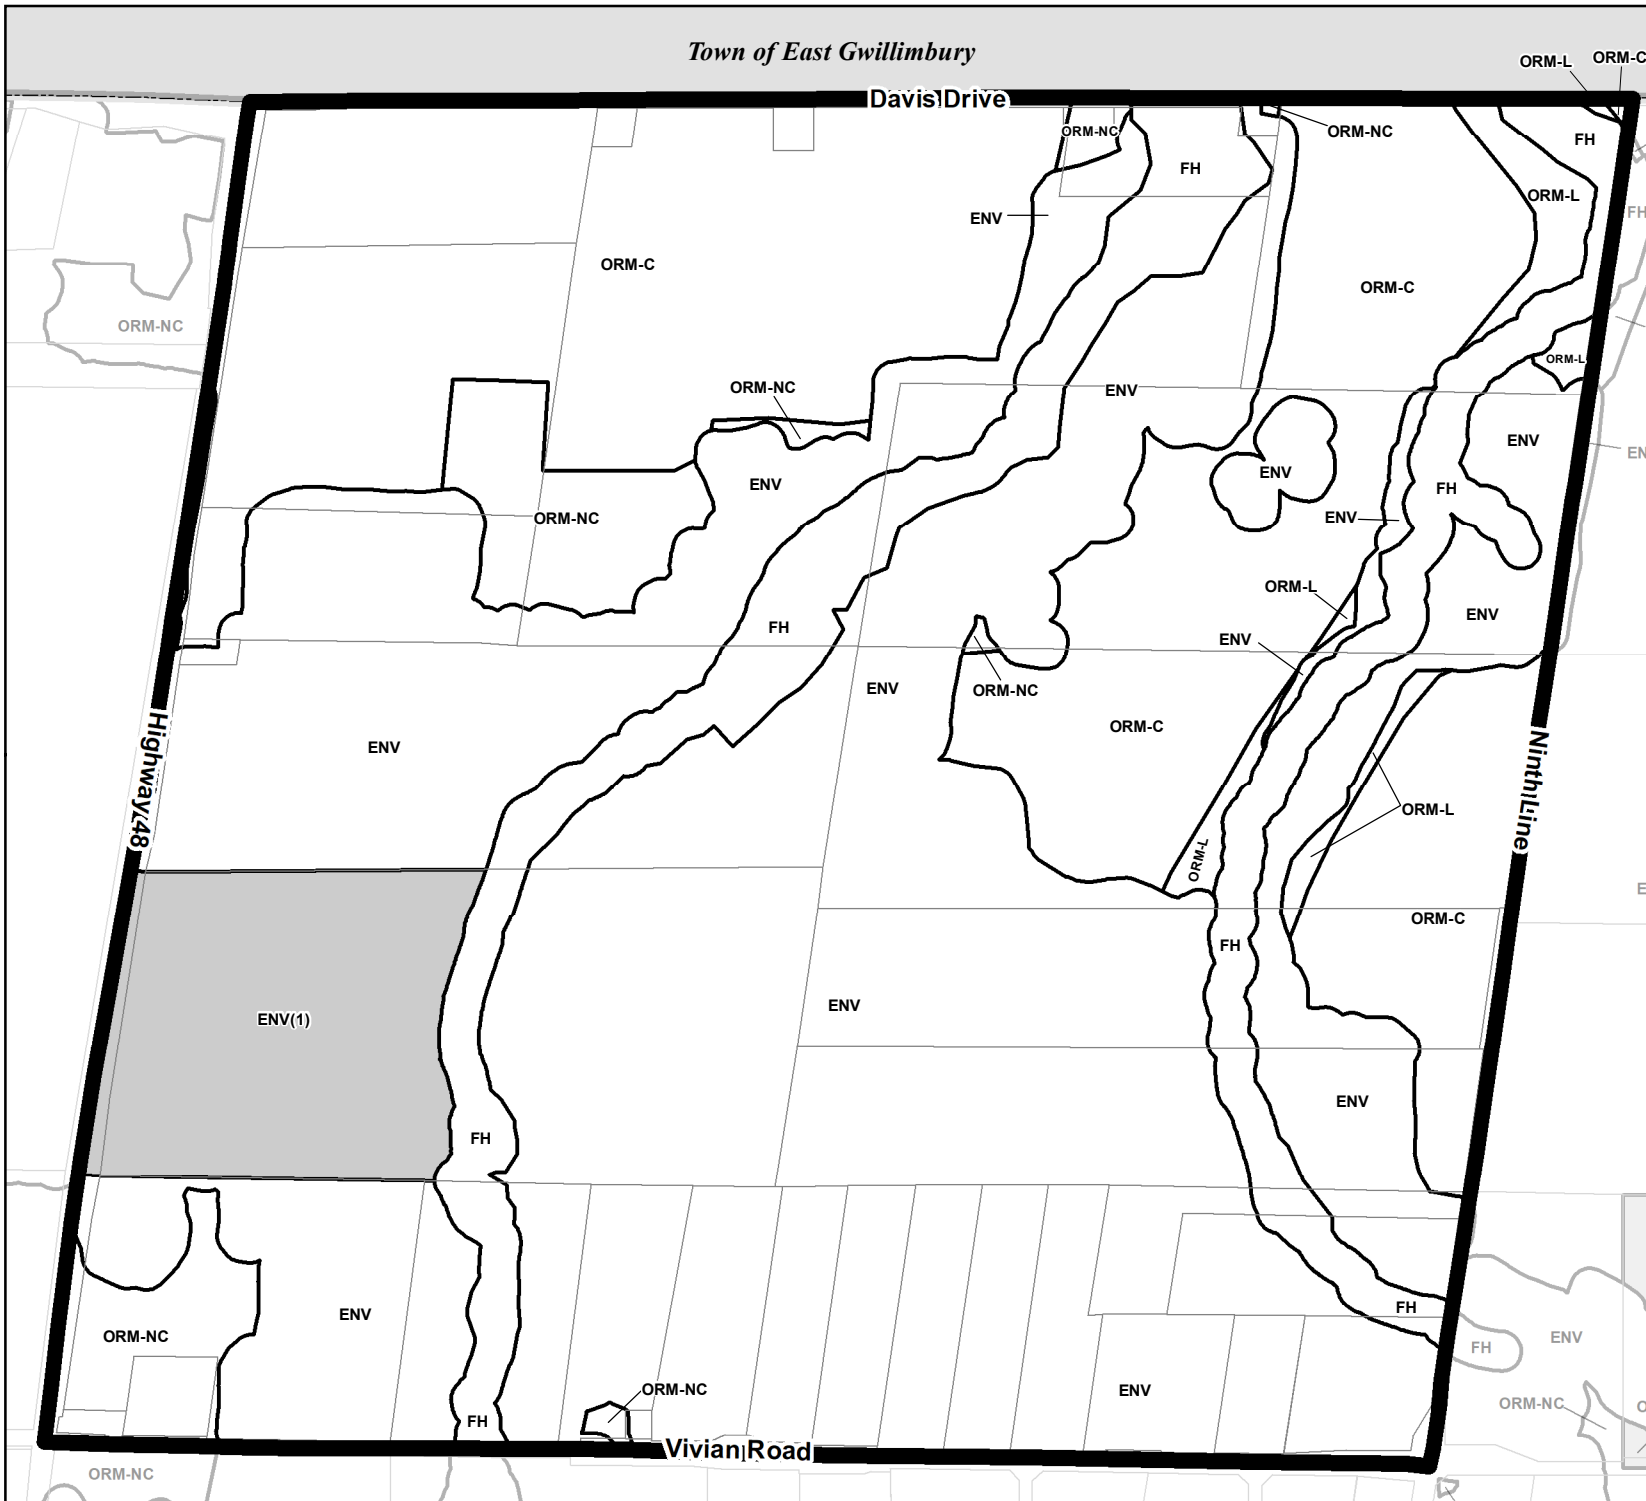 Town of East Gwillimbury
ORM-L
ORM-C
Davis Drive
ORM-NC
ORM-NC
FH
FH
ORM-L
FH
ENV
ORM-C
ORM-C
ORM-NC
ORM-L
ORM-NC
ENV
ENV
EN
ENV
ENV
FH
ORM-NC
ENV
ORM-L
ENV
FH
ENV
ENV
ORM-NC
ORM-C
ENV
Highway 48
Ninth Line
ORM-L
ORM-L
E
ORM-C
FH
ENV
ENV(1)
ENV
FH
FH
ENV
ORM-NC
ENV
FH
ENV
ORM-NC
ENV
ORM-NC
FH
Vivian Road
ORM-NC